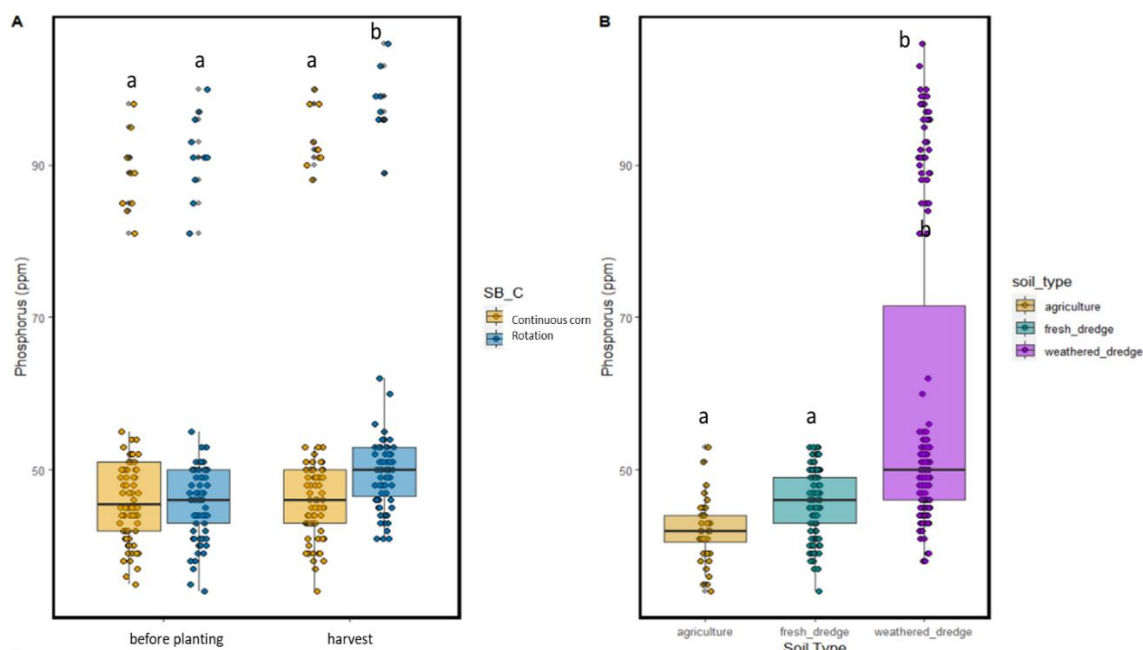 A
a
a
a
b
90
70
50
Phosphorus (ppm)
before planting
harvest
SB_C
Continuous corn
Rotation
B
b
b
a
a
90
70
50
Phosphorus (ppm)
agriculture
fresh_dredge
weathered_dredge
Soil Type
soil_type
agriculture
fresh_dredge
weathered_dredge